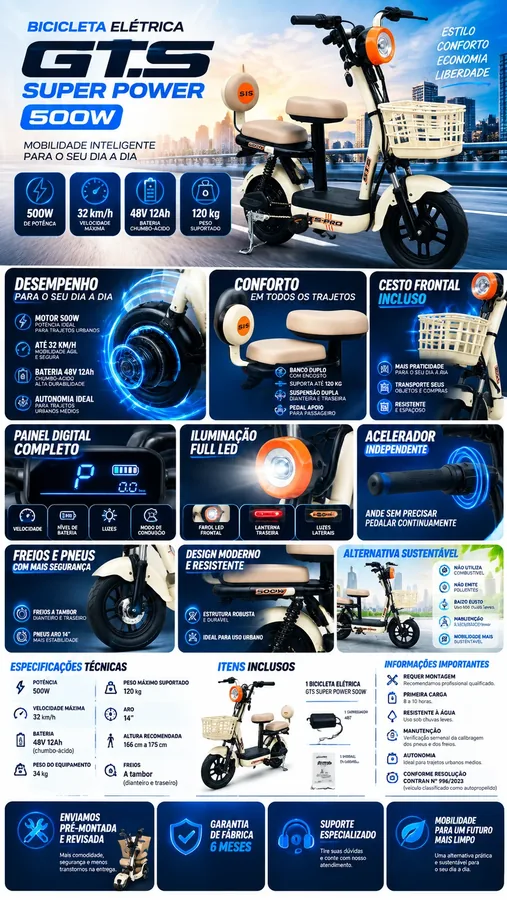 BICICLETA ELÉTRICA
GTS
SUPER POWER
500W
MOBILIDADE INTELIGENTE
PARA O SEU DIA A DIA
ESTILO
CONFORTO
ECONOMIA
LIBERDADE
SIS
500W
DE POTÊNCIA
32 km/h
VELOCIDADE
MÁXIMA
48V 12Ah
BATERIA
CHUMBO-ÁCIDO
120 kg
PESO
SUPORTADO
DESEMPENHO
PARA O SEU DIA A DIA
MOTOR 500W
POTÊNCIA IDEAL
PARA TRAJETOS URBANOS
ATÉ 32 KM/H
MOBILIDADE ÁGIL
E SEGURA
BATERIA 48V 12Ah
CHUMBO-ÁCIDO
ALTA DURABILIDADE
AUTONOMIA IDEAL
PARA TRAJETOS
URBANOS MÉDIOS
CONFORTO
EM TODOS OS TRAJETOS
SIS
BANCO DUPLO
COM ENCOSTO
SUPORTA ATÉ 120 KG
SUSPENSÃO DUPLA
DIANTEIRA E TRASEIRA
PEDAL APOIO
PARA PASSAGEIRO
CESTO FRONTAL
INCLUSO
MAIS PRATICIDADE
PARA O SEU DIA A DIA
TRANSPORTE SEUS
OBJETOS E COMPRAS
RESISTENTE
E ESPAÇOSO
PAINEL DIGITAL
COMPLETO
P
0.0
VELOCIDADE
NÍVEL DE
BATERIA
LUZES
MODO DE
CONDUÇÃO
ILUMINAÇÃO
FULL LED
FAROL LED
FRONTAL
LANTERNA
TRASEIRA
LUZES
LATERAIS
ACELERADOR
INDEPENDENTE
ANDE SEM PRECISAR
PEDALAR CONTINUAMENTE
FREIOS E PNEUS
COM MAIS SEGURANÇA
FREIOS A TAMBOR
DIANTEIRO E TRASEIRO
PNEUS ARO 14"
MAIS ESTABILIDADE
DESIGN MODERNO
E RESISTENTE
500W
ESTRUTURA ROBUSTA
E DURÁVEL
IDEAL PARA USO URBANO
ALTERNATIVA SUSTENTÁVEL
NÃO UTILIZA
COMBUSTÍVEL
NÃO EMITE
POLUENTES
MOBILIDADE MAIS
SUSTENTÁVEL
ESPECIFICAÇÕES TÉCNICAS
POTÊNCIA
500W
VELOCIDADE MÁXIMA
32 km/h
BATERIA
48V 12Ah
(chumbo-ácido)
PESO DO EQUIPAMENTO
34 kg
PESO MÁXIMO SUPORTADO
120 kg
ARO
14"
ALTURA RECOMENDADA
166 cm a 175 cm
FREIOS
A tambor
(dianteiro e traseiro)
ITENS INCLUSOS
1 BICICLETA ELÉTRICA
GTS SUPER POWER 500W
INFORMAÇÕES IMPORTANTES
REQUER MONTAGEM
Recomendamos profissional qualificado.
PRIMEIRA CARGA
8 a 10 horas.
RESISTENTE À ÁGUA
Use sob chuvas leves.
MANUTENÇÃO
Verificação semenal da calibragem
dos pneus e dos freios.
AUTONOMIA
Ideal para trajetos urbanos médios.
CONFORME RESOLUÇÃO
CONTRAN Nº 996/2023
(veículo classificado como autopropelido)
ENVIAMOS
PRÉ-MONTADA
E REVISADA
Mais comodidade,
segurança e menos
transtornos na entrega.
GARANTIA
DE FÁBRICA
6 MESES
SUPORTE
ESPECIALIZADO
Tire suas dúvidas
e conte com nosso
atendimento.
MOBILIDADE
PARA UM FUTURO
MAIS LIMPO
Uma alternativa prática
e sustentável para
o seu dia a dia.